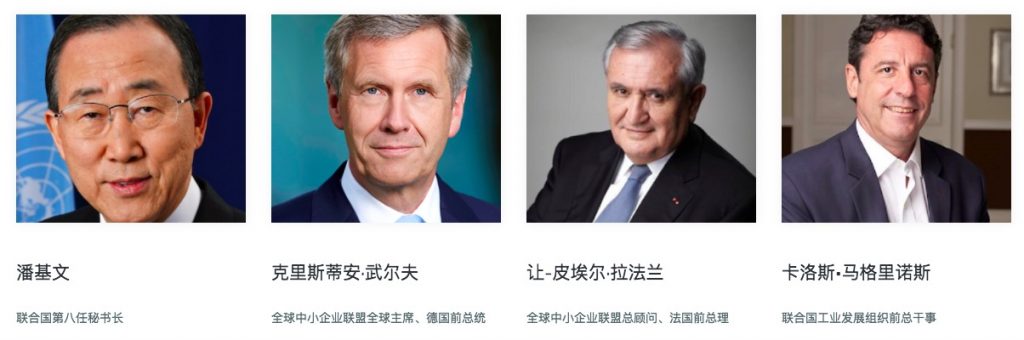 潘基文
克里斯蒂安·武尔夫
让-皮埃尔·拉法兰
卡洛斯•马格里诺斯
联合国第八任秘书长
全球中小企业联盟全球主席、德国前总统
全球中小企业联盟总顾问、法国前总理
联合国工业发展组织前总干事